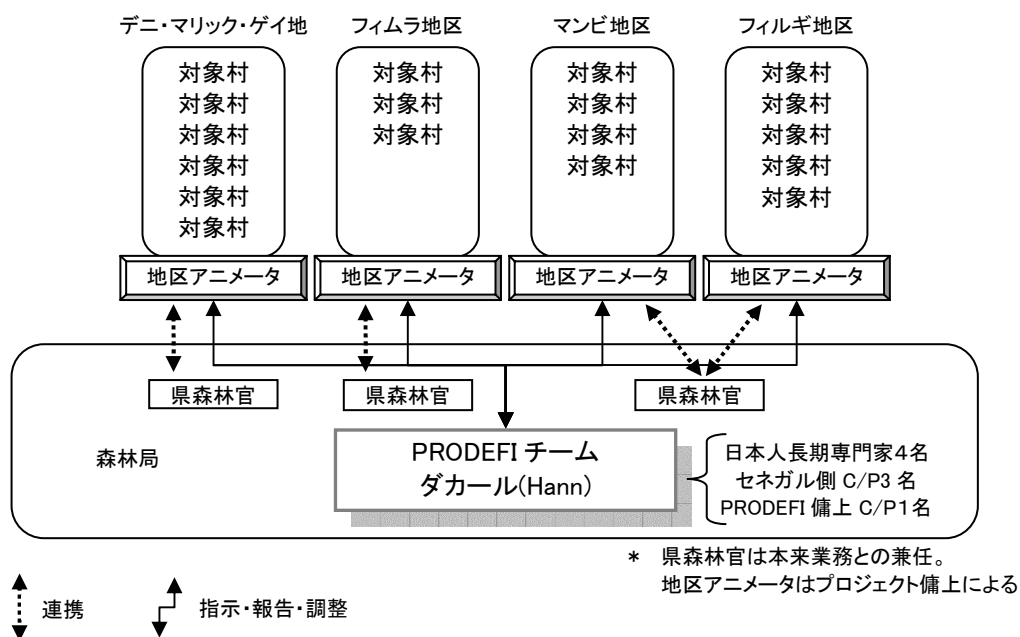 デニ・マリック・ゲイ地 フィムラ地区 マンビ地区 フィルギ地区
対象村 対象村 対象村 対象村
対象村 対象村 対象村 対象村
対象村 対象村 対象村 対象村
対象村 対象村 対象村
対象村 対象村
対象村
地区アニメータ 地区アニメータ 地区アニメータ 地区アニメータ
県森林官 県森林官 県森林官
森林局
PRODEFI チーム
ダカール(Hann)
日本人長期専門家4名
セネガル側 C/P3 名
PRODEFI 傭上 C/P1名
* 県森林官は本来業務との兼任。
地区アニメータはプロジェクト傭上による
連携 指示・報告・調整